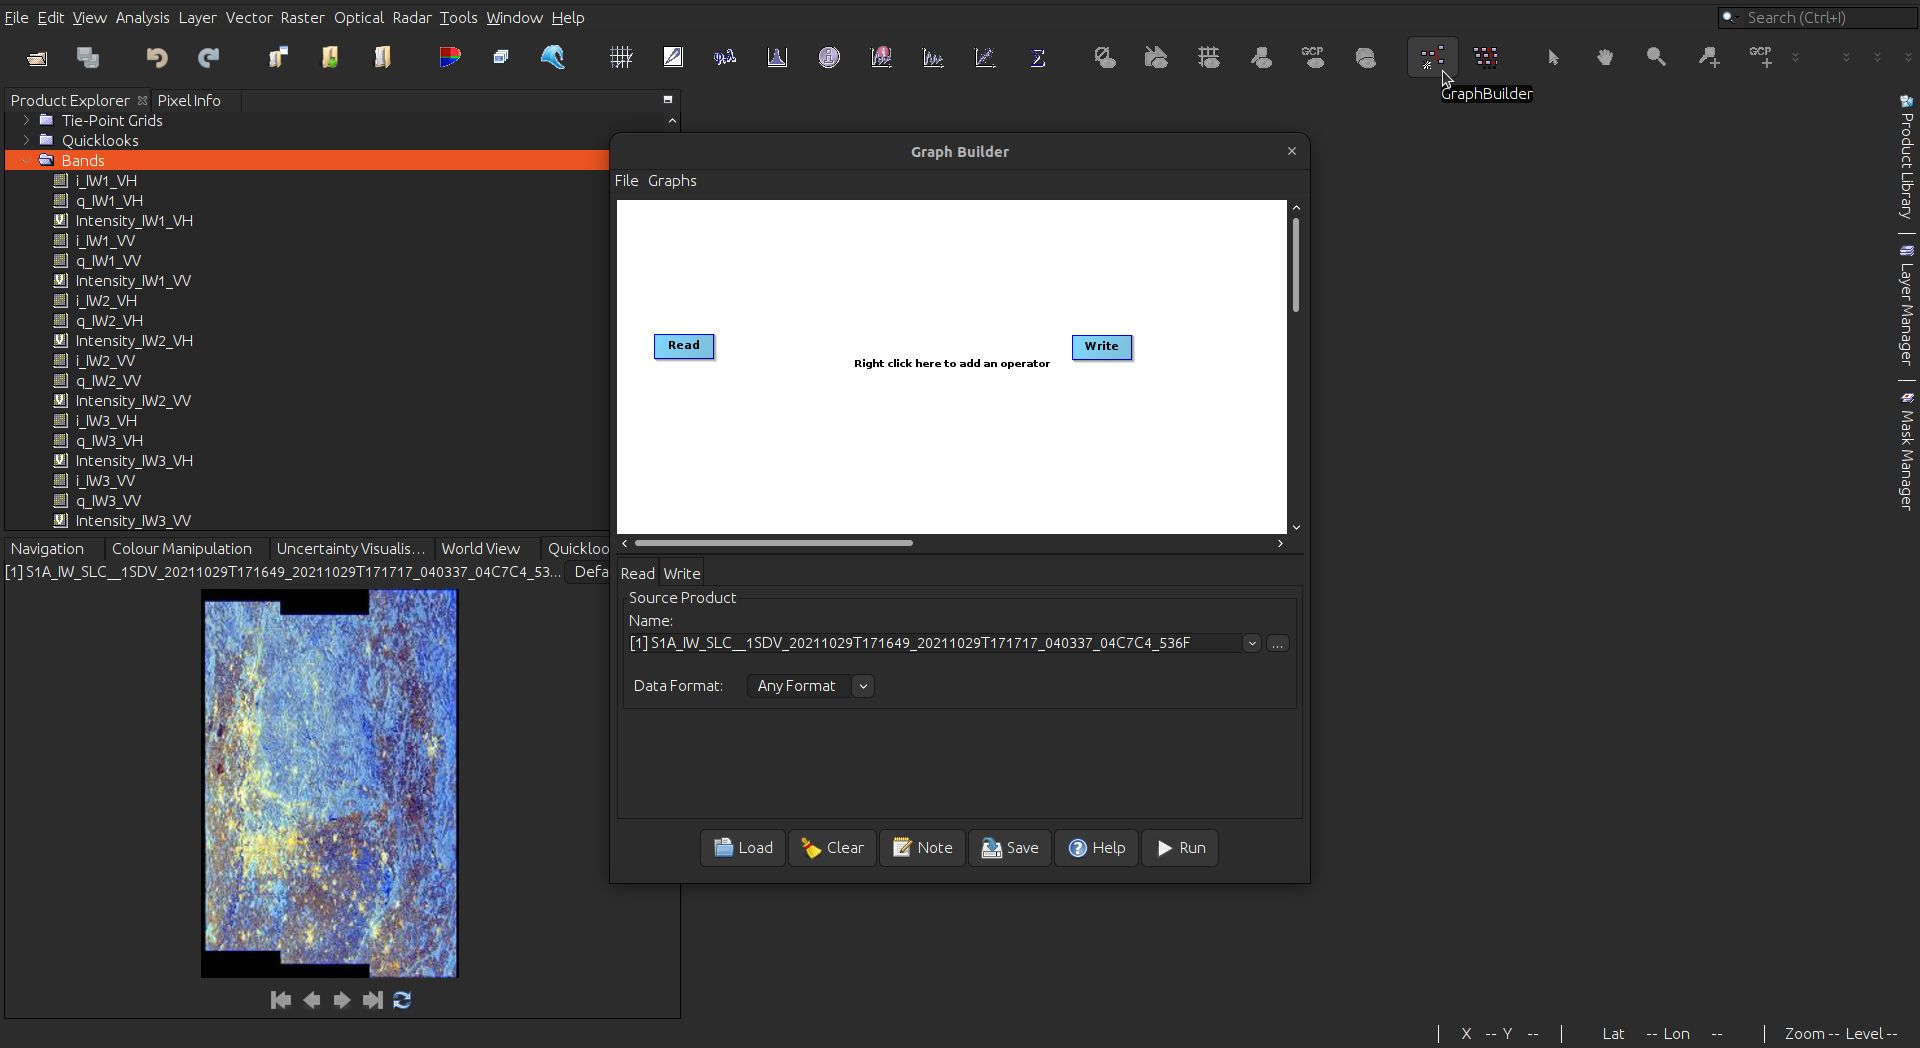 File Edit View Analysis Layer Vector Raster Optical Radar Tools Window Help
Search (Ctrl+I)
GCP
GCP
GraphBuilder
Product Explorer Pixel Info
Tie-Point Grids
Quicklooks
Bands
i_IW1_VH
q_IW1_VH
Intensity_IW1_VH
i_IW1_VV
q_IW1_VV
Intensity_IW1_VV
i_IW2_VH
q_IW2_VH
Intensity_IW2_VH
i_IW2_VV
q_IW2_VV
Intensity_IW2_VV
i_IW3_VH
q_IW3_VH
Intensity_IW3_VH
i_IW3_VV
q_IW3_VV
Intensity_IW3_VV
Navigation Colour Manipulation Uncertainty Visualis... World View Quickloo
[1] S1A_IW_SLC__1SDV_20211029T171649_20211029T171717_040337_04C7C4_53... Defa
Graph Builder
File Graphs
Read
Write
Right click here to add an operator
Read Write
Source Product
Name:
[1] S1A_IW_SLC__1SDV_20211029T171649_20211029T171717_040337_04C7C4_536F
...
Data Format: Any Format
Load Clear Note Save Help Run
Product Library
Layer Manager
Mask Manager
X -- Y -- Lat -- Lon -- Zoom -- Level --